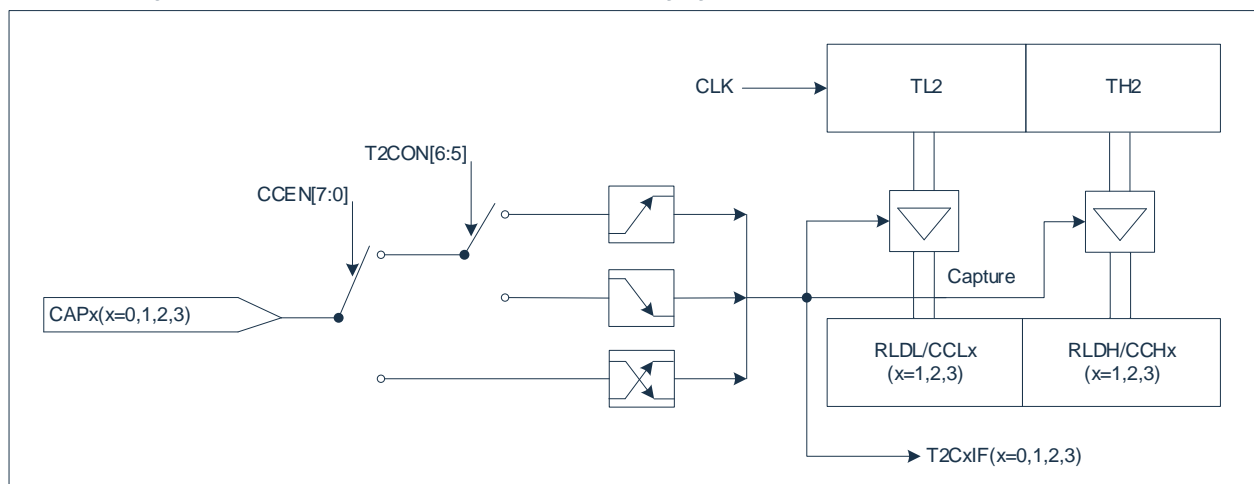 CLK
TL2
TH2
T2CON[6:5]
CCEN[7:0]
Capture
CAPx(x=0,1,2,3)
RLDL/CCLx
(x=1,2,3)
RLDH/CCHx
(x=1,2,3)
T2CxIF(x=0,1,2,3)